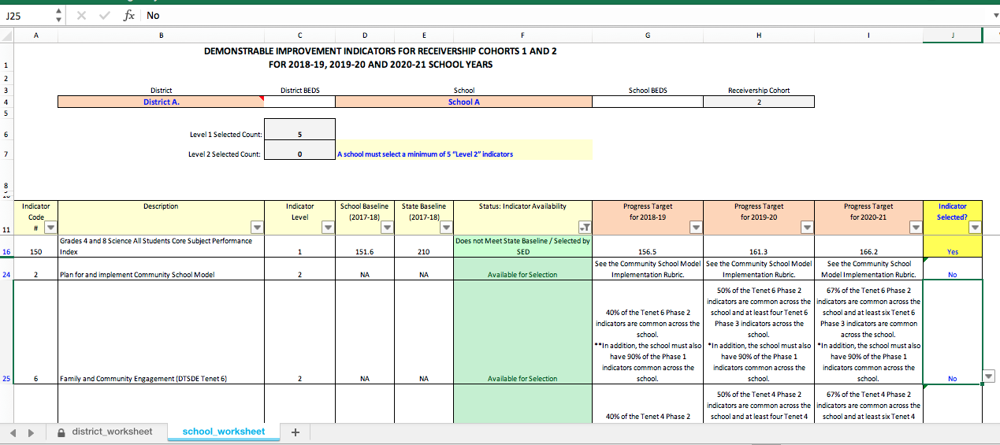 J25 fx No
A B C D E F G H I J
1 DEMONSTRABLE IMPROVEMENT INDICATORS FOR RECEIVERSHIP COHORTS 1 AND 2
FOR 2018-19, 2019-20 AND 2020-21 SCHOOL YEARS
2
3 District District BEDS School School BEDS Receivership Cohort
4 District A. School A 2
5
6 Level 1 Selected Count: 5
7 Level 2 Selected Count: 0 A school must select a minimum of 5 "Level 2" indicators
8
11 Indicator Code # Description Indicator Level School Baseline (2017-18) State Baseline (2017-18) Status: Indicator Availability Progress Target for 2018-19 Progress Target for 2019-20 Progress Target for 2020-21 Indicator Selected?
16 150 Grades 4 and 8 Science All Students Core Subject Performance Index 1 151.6 210 Does not Meet State Baseline / Selected by SED 156.5 161.3 166.2 Yes
24 2 Plan for and implement Community School Model 2 NA NA Available for Selection See the Community School Model Implementation Rubric. See the Community School Model Implementation Rubric. See the Community School Model Implementation Rubric. No
25 6 Family and Community Engagement (DTSDE Tenet 6) 2 NA NA Available for Selection
40% of the Tenet 6 Phase 2
indicators are common across the
school.
**In addition, the school must also
have 90% of the Phase 1
indicators common across the
school.
50% of the Tenet 6 Phase 2
indicators are common across the
school and at least four Tenet 6
Phase 3 indicators across the
school.
*In addition, the school must also
have 90% of the Phase 1
indicators common across the
school.
67% of the Tenet 6 Phase 2
indicators are common across the
school and at least six Tenet 6
Phase 3 indicators are common
across the school.
*In addition, the school must also
have 90% of the Phase 1
indicators common across the
school.
No
40% of the Tenet 4 Phase 2
50% of the Tenet 4 Phase 2
indicators are common across the
school and at least four Tenet 4
67% of the Tenet 4 Phase 2
indicators are common across the
school and at least six Tenet 4
district_worksheet school_worksheet +